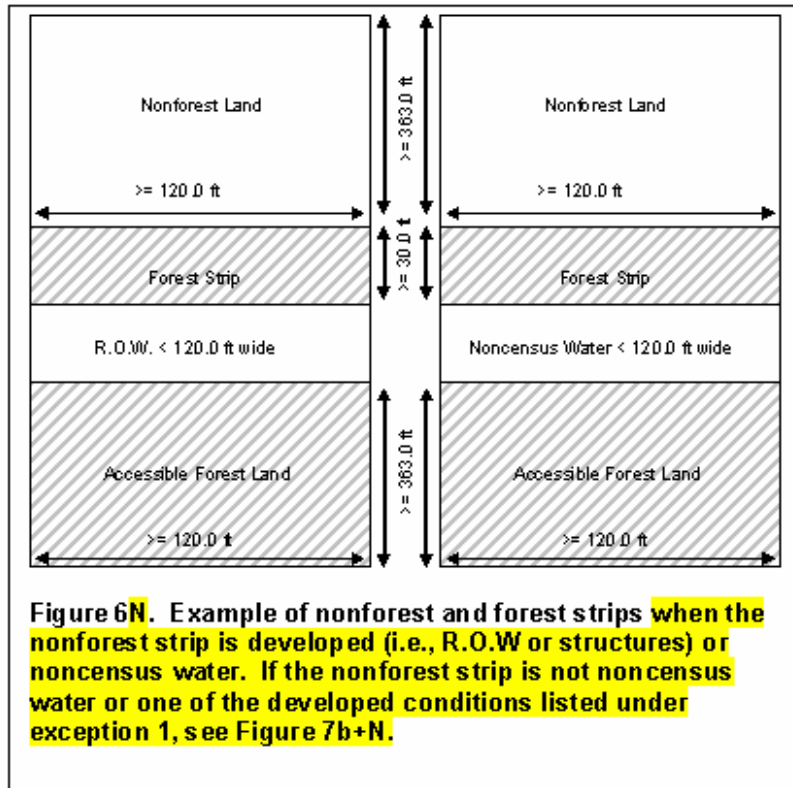 Nonforest Land
>= 120.0 ft
Forest Strip
R.O.W. < 120.0 ft wide
Accessible Forest Land
>= 120.0 ft
>= 363.0 ft
>= 30.0 ft
>= 363.0 ft
Nonforest Land
>= 120.0 ft
Forest Strip
Noncensus Water < 120.0 ft wide
Accessible Forest Land
>= 120.0 ft
Figure 6N. Example of nonforest and forest strips when the
nonforest strip is developed (i.e., R.O.W or structures) or
noncensus water. If the nonforest strip is not noncensus
water or one of the developed conditions listed under
exception 1, see Figure 7b+N.